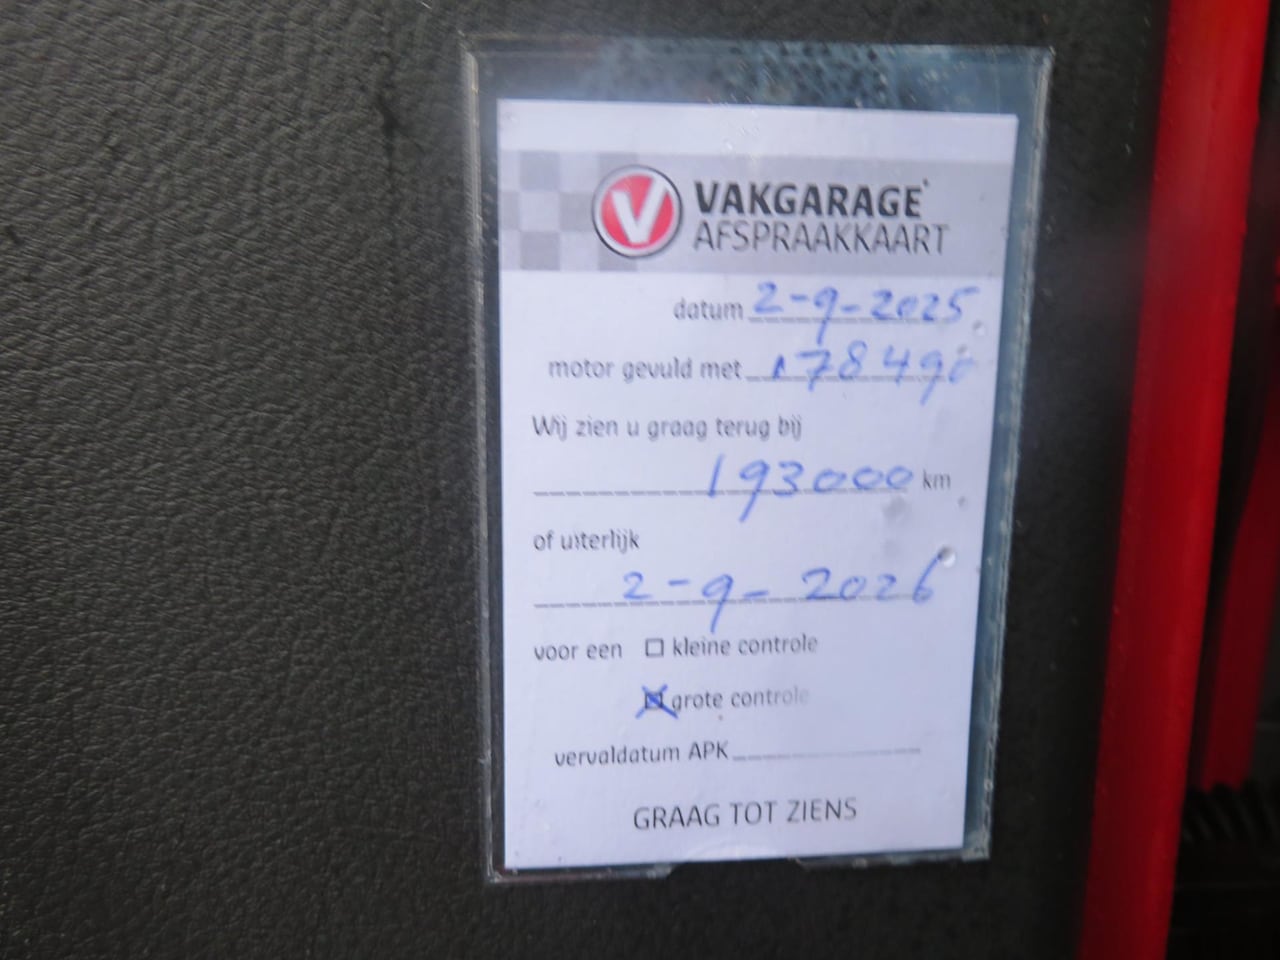 V VAKGARAGE
AFSPRAAKKAART
datum 2-9-2025
motor gevuld met 178490
Wij zien u graag terug bij
193000 km
of uiterlijk
2-9-2026
voor een ☐ kleine controle
☒ grote controle
vervaldatum APK
GRAAG TOT ZIENS